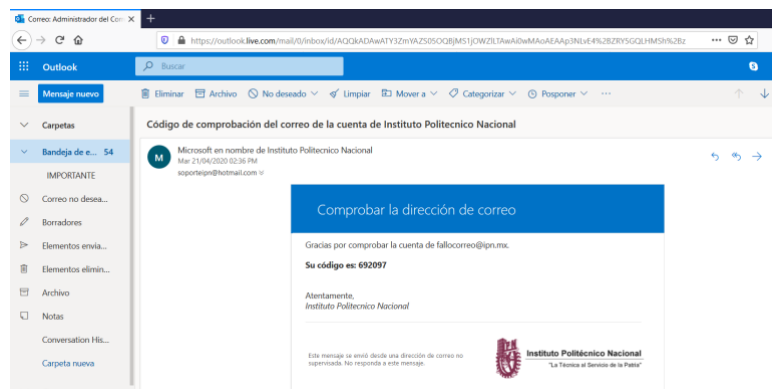 Correo: Administrador del Com
https://outlook.live.com/mail/0/inbox/id/AQQkADAwATY3ZmYAZS05OQBjMS1jOWZlLTAwAi0wMAoAEAAp3NLvE4%2BZRY5GQLHMSh%2Bz
Outlook
Buscar
Mensaje nuevo
Eliminar Archivo No deseado Limpiar Mover a Categorizar Posponer ...
Carpetas
Bandeja de e... 54
IMPORTANTE
Correo no desea...
Borradores
Elementos envia...
Elementos elimin...
Archivo
Notas
Conversation His...
Carpeta nueva
Código de comprobación del correo de la cuenta de Instituto Politecnico Nacional
M
Microsoft en nombre de Instituto Politecnico Nacional
Mar 21/04/2020 02:36 PM
soporteipn@hotmail.com
Comprobar la dirección de correo
Gracias por comprobar la cuenta de fallocorreo@ipn.mx.
Su código es: 692097
Atentamente,
Instituto Politecnico Nacional
Este mensaje se envió desde una dirección de correo no
supervisada. No responda a este mensaje.
Instituto Politécnico Nacional
"La Técnica al Servicio de la Patria"